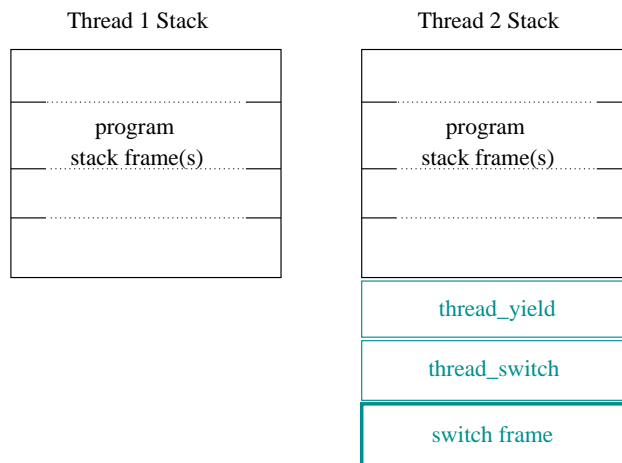 Thread 1 Stack
Thread 2 Stack
program
stack frame(s)
program
stack frame(s)
thread_yield
thread_switch
switch frame